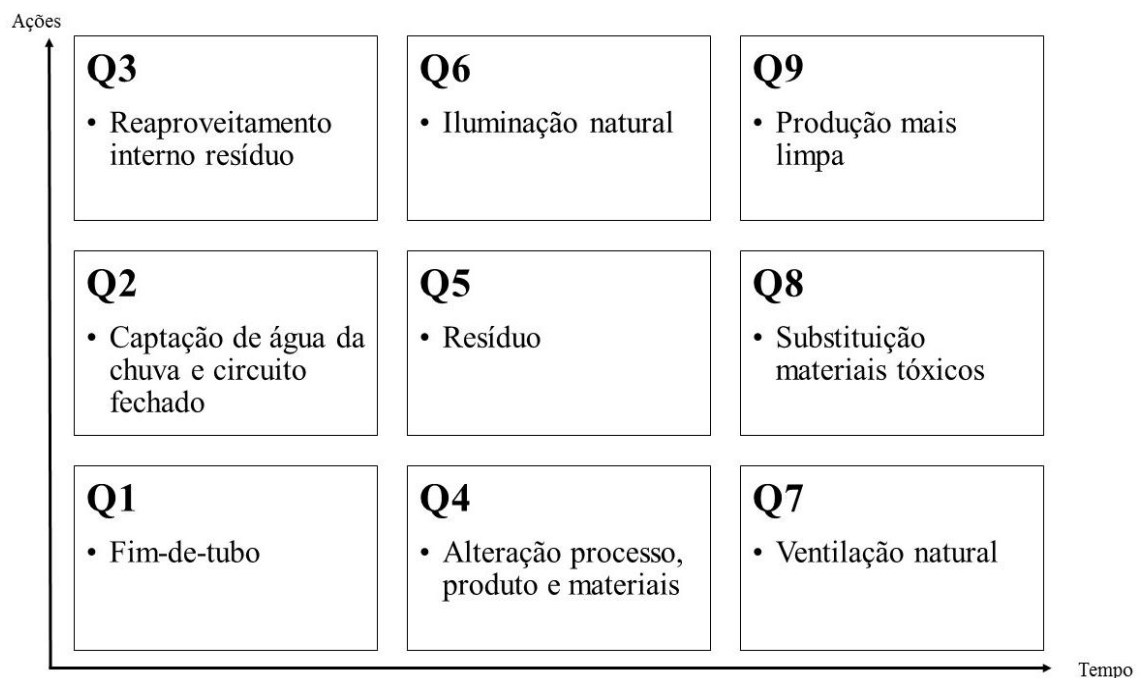 Ações
Q3
• Reaproveitamento
interno resíduo
Q6
• Iluminação natural
Q9
• Produção mais
limpa
Q2
• Captação de água da
chuva e circuito
fechado
Q5
• Resíduo
Q8
• Substituição
materiais tóxicos
Q1
• Fim-de-tubo
Q4
• Alteração processo,
produto e materiais
Q7
• Ventilação natural
Tempo